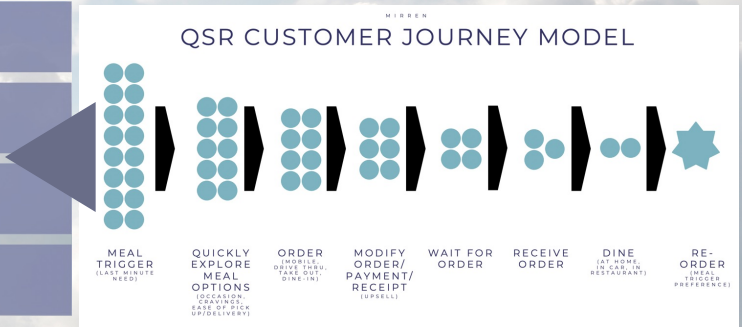 MIRREN
QSR CUSTOMER JOURNEY MODEL
MEAL
TRIGGER
(LAST MINUTE
NEED)
QUICKLY
EXPLORE
MEAL
OPTIONS
(OCCASION,
CRAVINGS,
EASE OF PICK
UP/DELIVERY)
ORDER
(MOBILE,
DRIVE THRU,
TAKE OUT,
DINE-IN)
MODIFY
ORDER/
PAYMENT/
RECEIPT
(UPSELL)
WAIT FOR
ORDER
RECEIVE
ORDER
DINE
(AT HOME,
IN CAR, IN
RESTAURANT)
RE-
ORDER
(MEAL
TRIGGER
PREFERENCE)